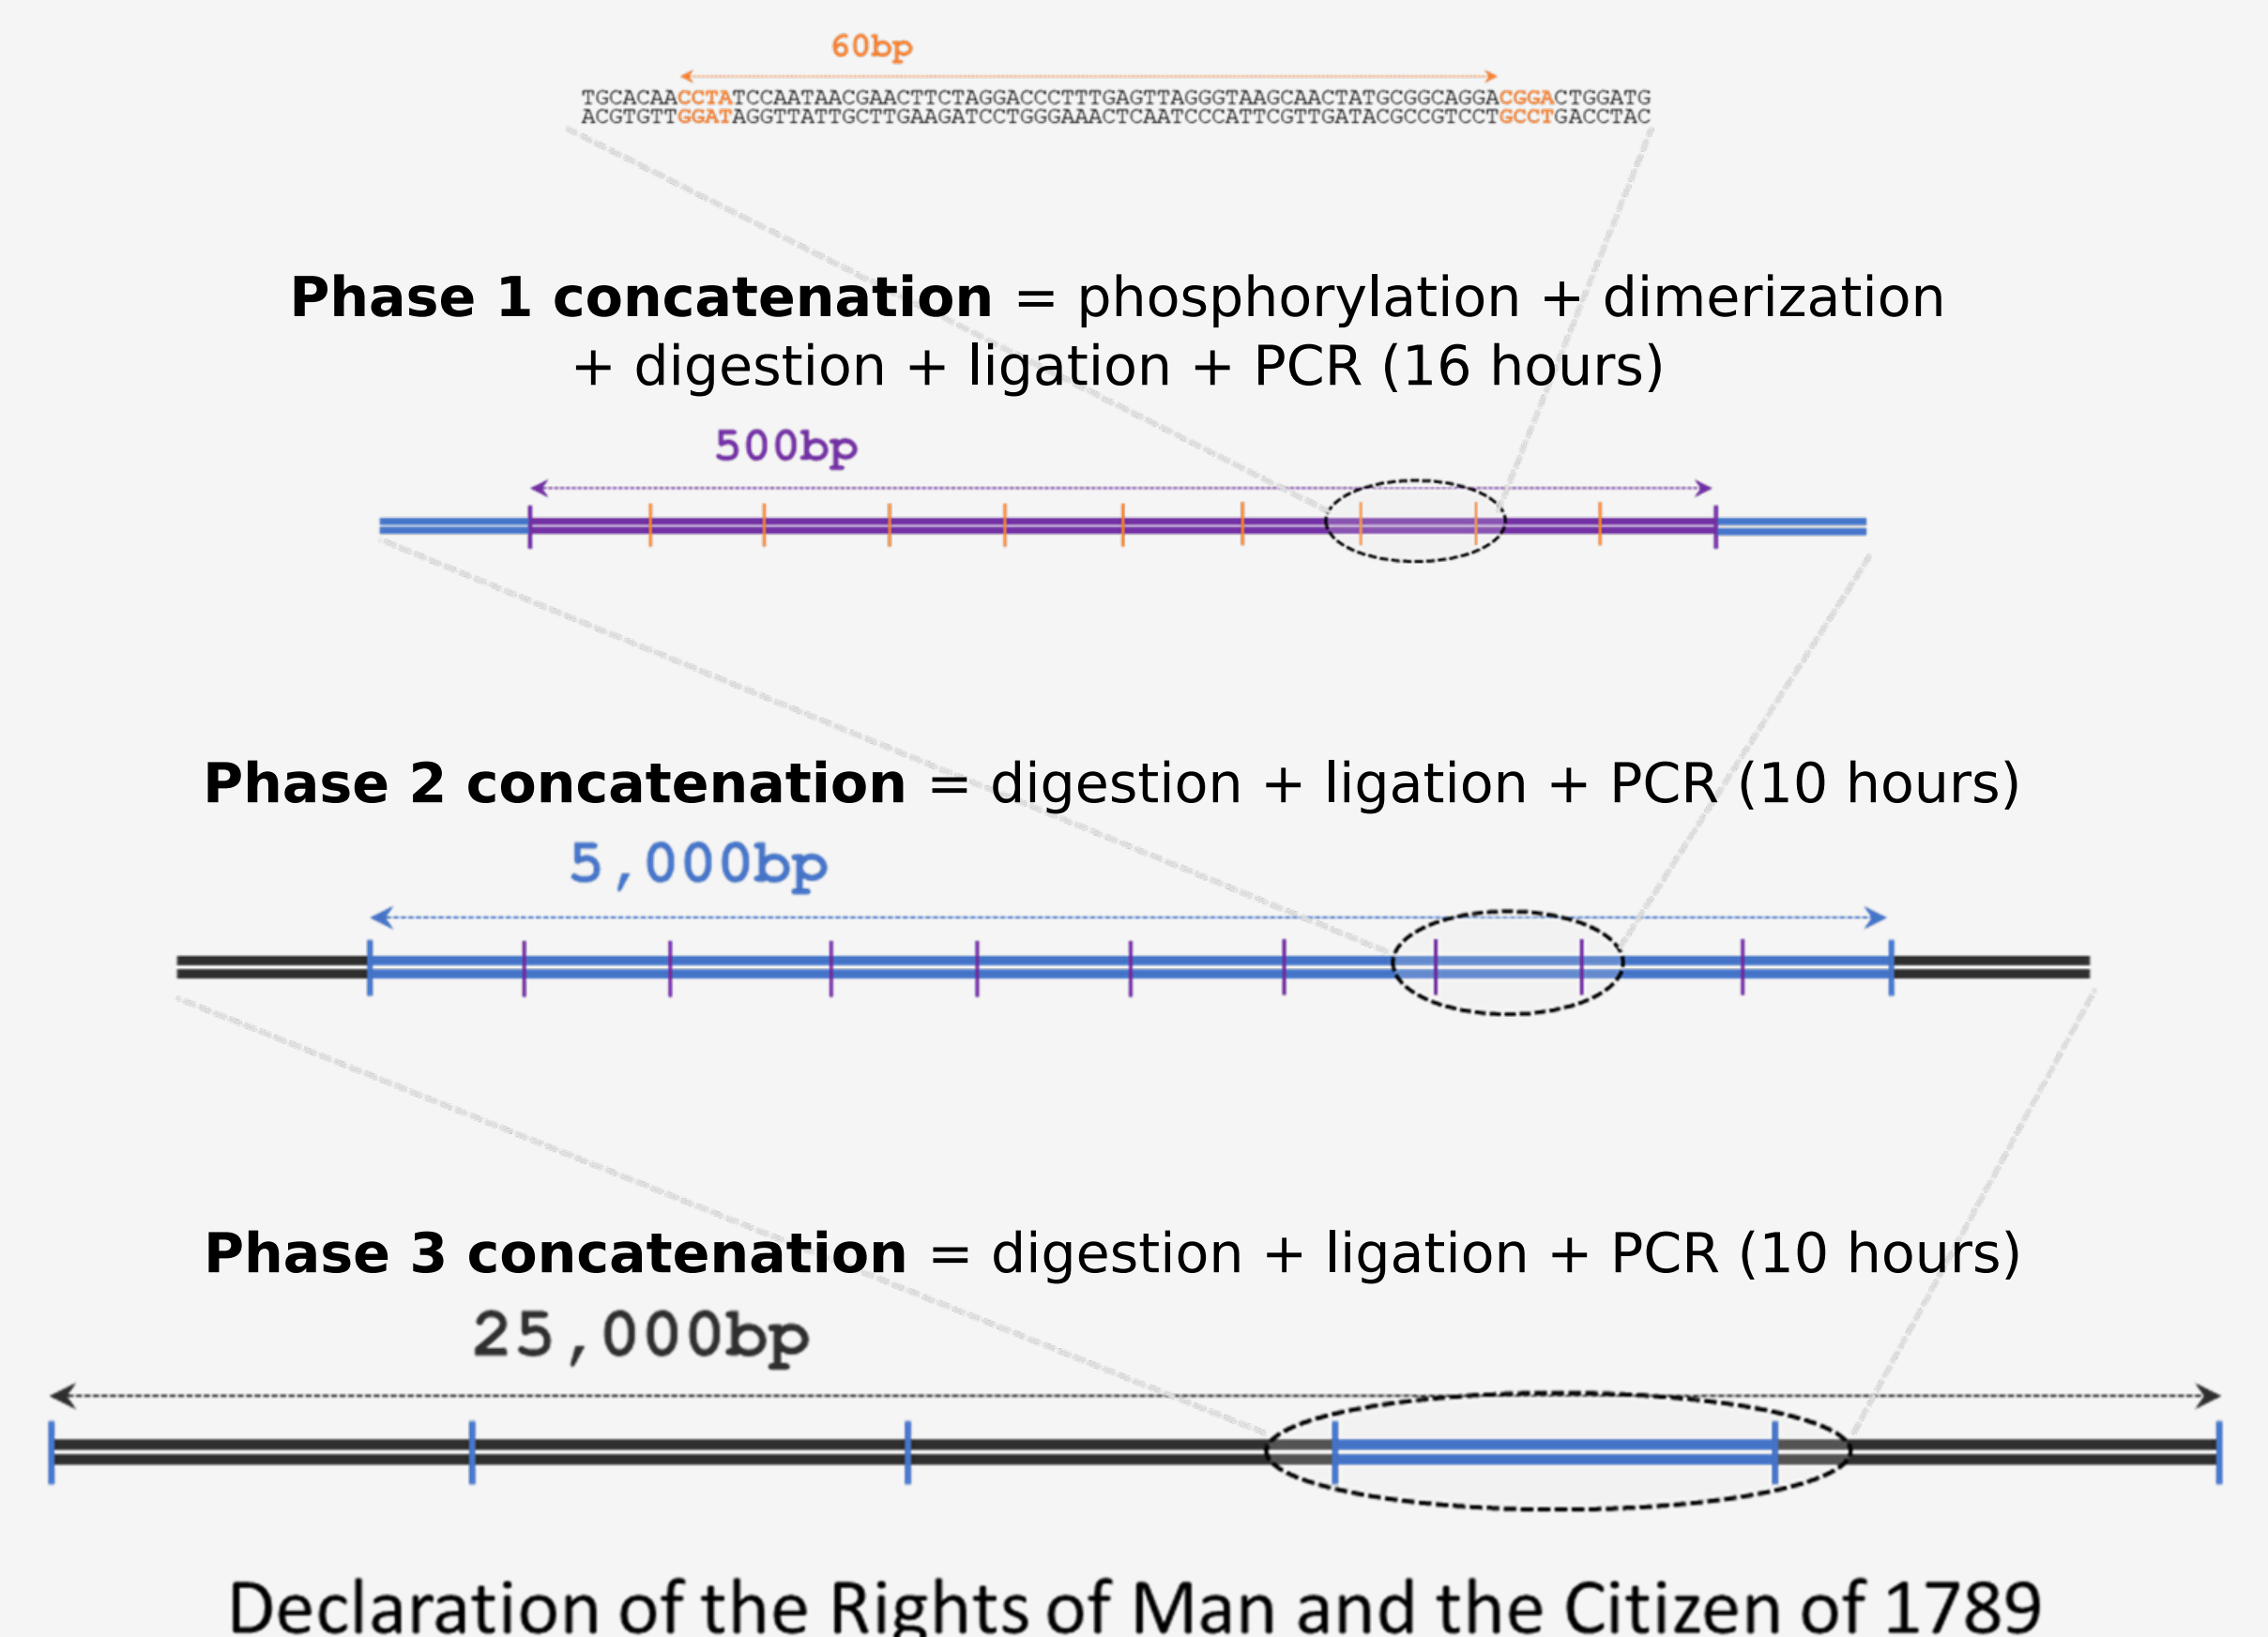 60bp
TGCACAACCTATCCAATAACGAACTTCTAGGACCCTTTGAGTTAGGGTAAGCAACTATGCGGCAGGACGGACTGGATG
ACGTGTTGGATAGGTTATTGCTTGAAGATCCTGGGAAACTCAATCCCATTCGTTGATACGCCGTCCTGCCTGACCTAC
Phase 1 concatenation = phosphorylation + dimerization
+ digestion + ligation + PCR (16 hours)
500bp
Phase 2 concatenation = digestion + ligation + PCR (10 hours)
5,000bp
Phase 3 concatenation = digestion + ligation + PCR (10 hours)
25,000bp
Declaration of the Rights of Man and the Citizen of 1789